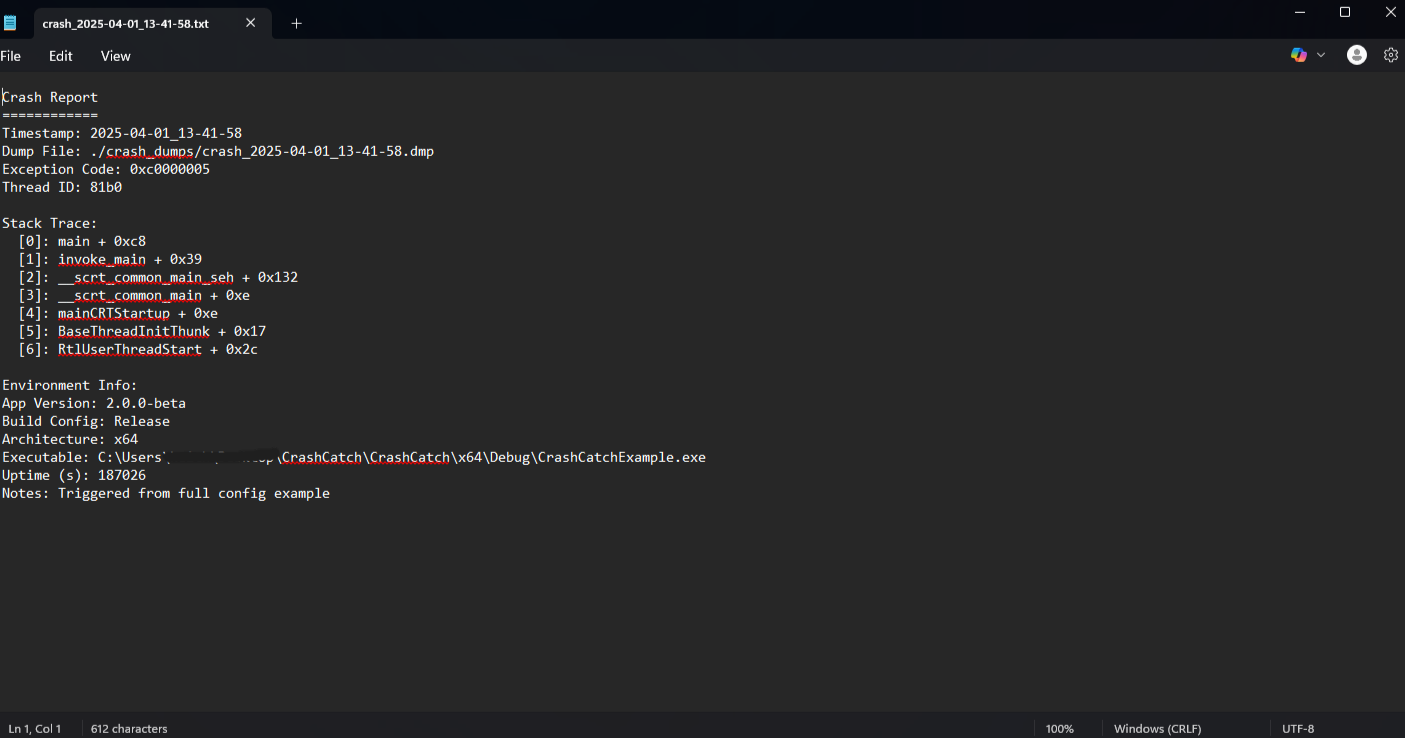 crash_2025-04-01_13-41-58.txt
File Edit View
Crash Report
============
Timestamp: 2025-04-01_13-41-58
Dump File: ./crash_dumps/crash_2025-04-01_13-41-58.dmp
Exception Code: 0xc0000005
Thread ID: 81b0
Stack Trace:
[0]: main + 0xc8
[1]: invoke_main + 0x39
[2]: __scrt_common_main_seh + 0x132
[3]: __scrt_common_main + 0xe
[4]: mainCRTStartup + 0xe
[5]: BaseThreadInitThunk + 0x17
[6]: RtlUserThreadStart + 0x2c
Environment Info:
App Version: 2.0.0-beta
Build Config: Release
Architecture: x64
Executable: C:\Users\ \CrashCatch\CrashCatch\x64\Debug\CrashCatchExample.exe
Uptime (s): 187026
Notes: Triggered from full config example
Ln 1, Col 1 612 characters 100% Windows (CRLF) UTF-8